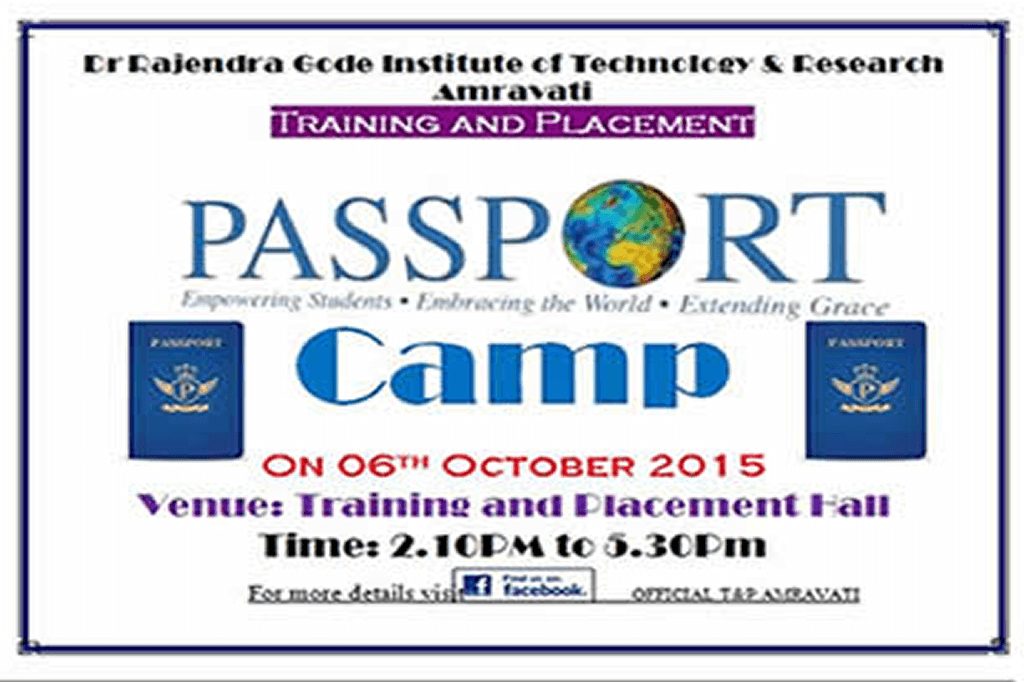 Dr Rajendra Gode Institute of Technology & Research
Amravati
TRAINING AND PLACEMENT
PASSPORT
Empowering Students • Embracing the World • Extending Grace
Camp
PASSPORT
P
PASSPORT
P
ON 06TH OCTOBER 2015
Venue: Training and Placement Hall
Time: 2.10PM to 5.30Pm
For more details visit f Find us on: facebook. OFFICIAL T&P AMRAVATI